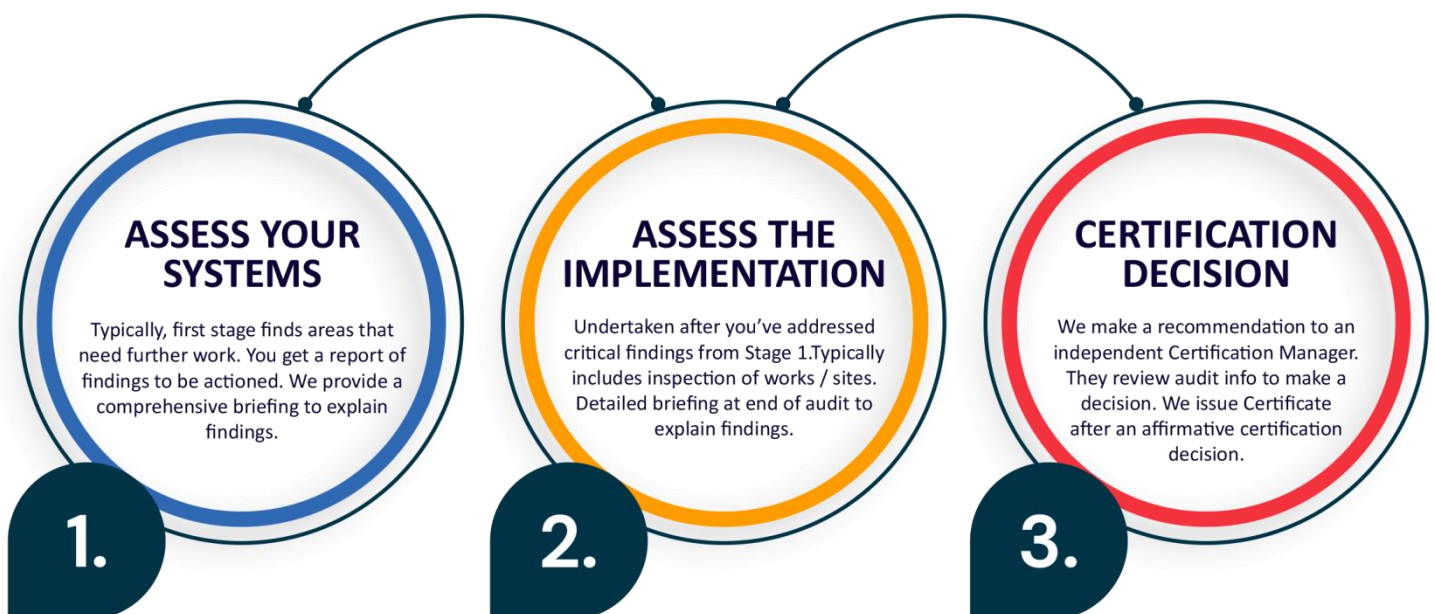 ASSESS YOUR
SYSTEMS
Typically, first stage finds areas that
need further work. You get a report of
findings to be actioned. We provide a
comprehensive briefing to explain
findings.
1.
ASSESS THE
IMPLEMENTATION
Undertaken after you’ve addressed
critical findings from Stage 1.Typically
includes inspection of works / sites.
Detailed briefing at end of audit to
explain findings.
2.
CERTIFICATION
DECISION
We make a recommendation to an
independent Certification Manager.
They review audit info to make a
decision. We issue Certificate
after an affirmative certification
decision.
3.